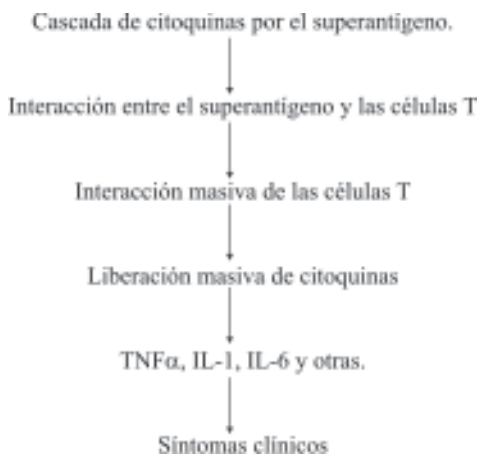 Cascada de citoquinas por el superantígeno.
Interacción entre el superantígeno y las células T
Interacción masiva de las células T
Liberación masiva de citoquinas
TNFα, IL-1, IL-6 y otras.
Síntomas clínicos